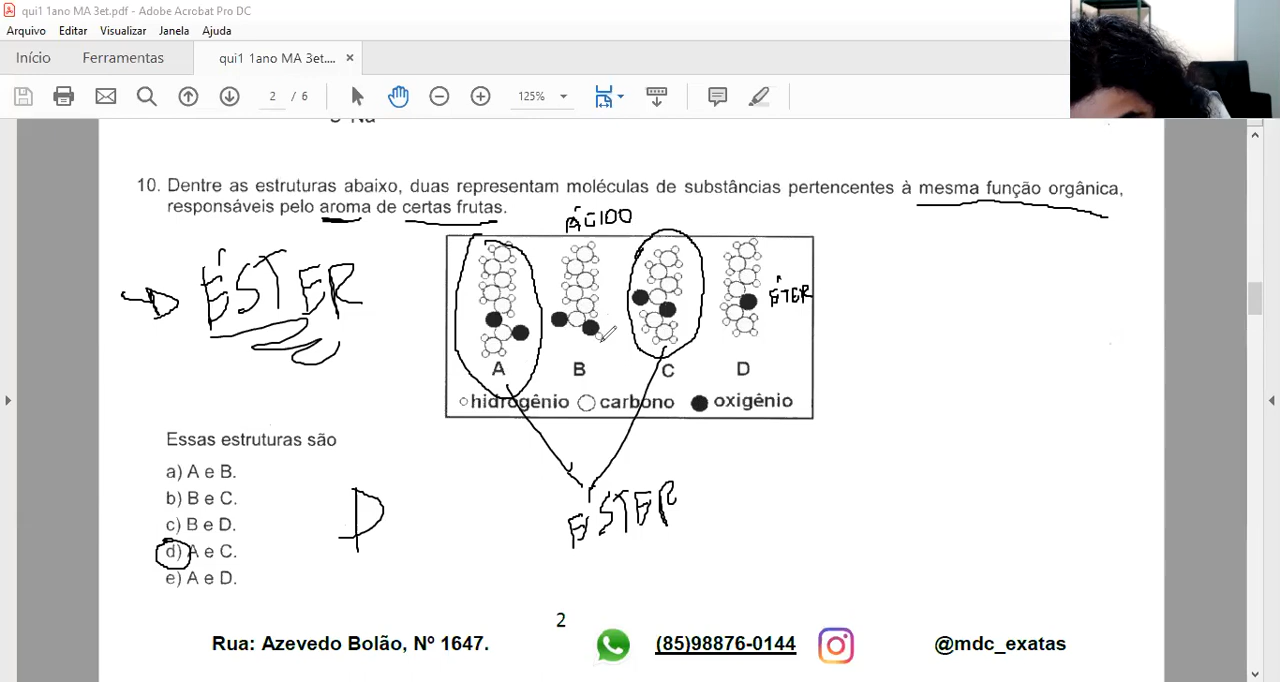 qui1 1ano MA 3et.pdf - Adobe Acrobat Pro DC
Arquivo Editar Visualizar Janela Ajuda
Início Ferramentas qui1 1ano MA 3et.... ×
2 / 6 125%
10. Dentre as estruturas abaixo, duas representam moléculas de substâncias pertencentes à mesma função orgânica,
responsáveis pelo aroma de certas frutas.
ÁCIDO
ÉSTER
ÉTER
A B C D
hidrogênio carbono oxigênio
Essas estruturas são
a) A e B.
b) B e C.
c) B e D.
d) A e C.
e) A e D.
D
ÉSTER
2
Rua: Azevedo Bolão, Nº 1647. (85)98876-0144 @mdc_exatas